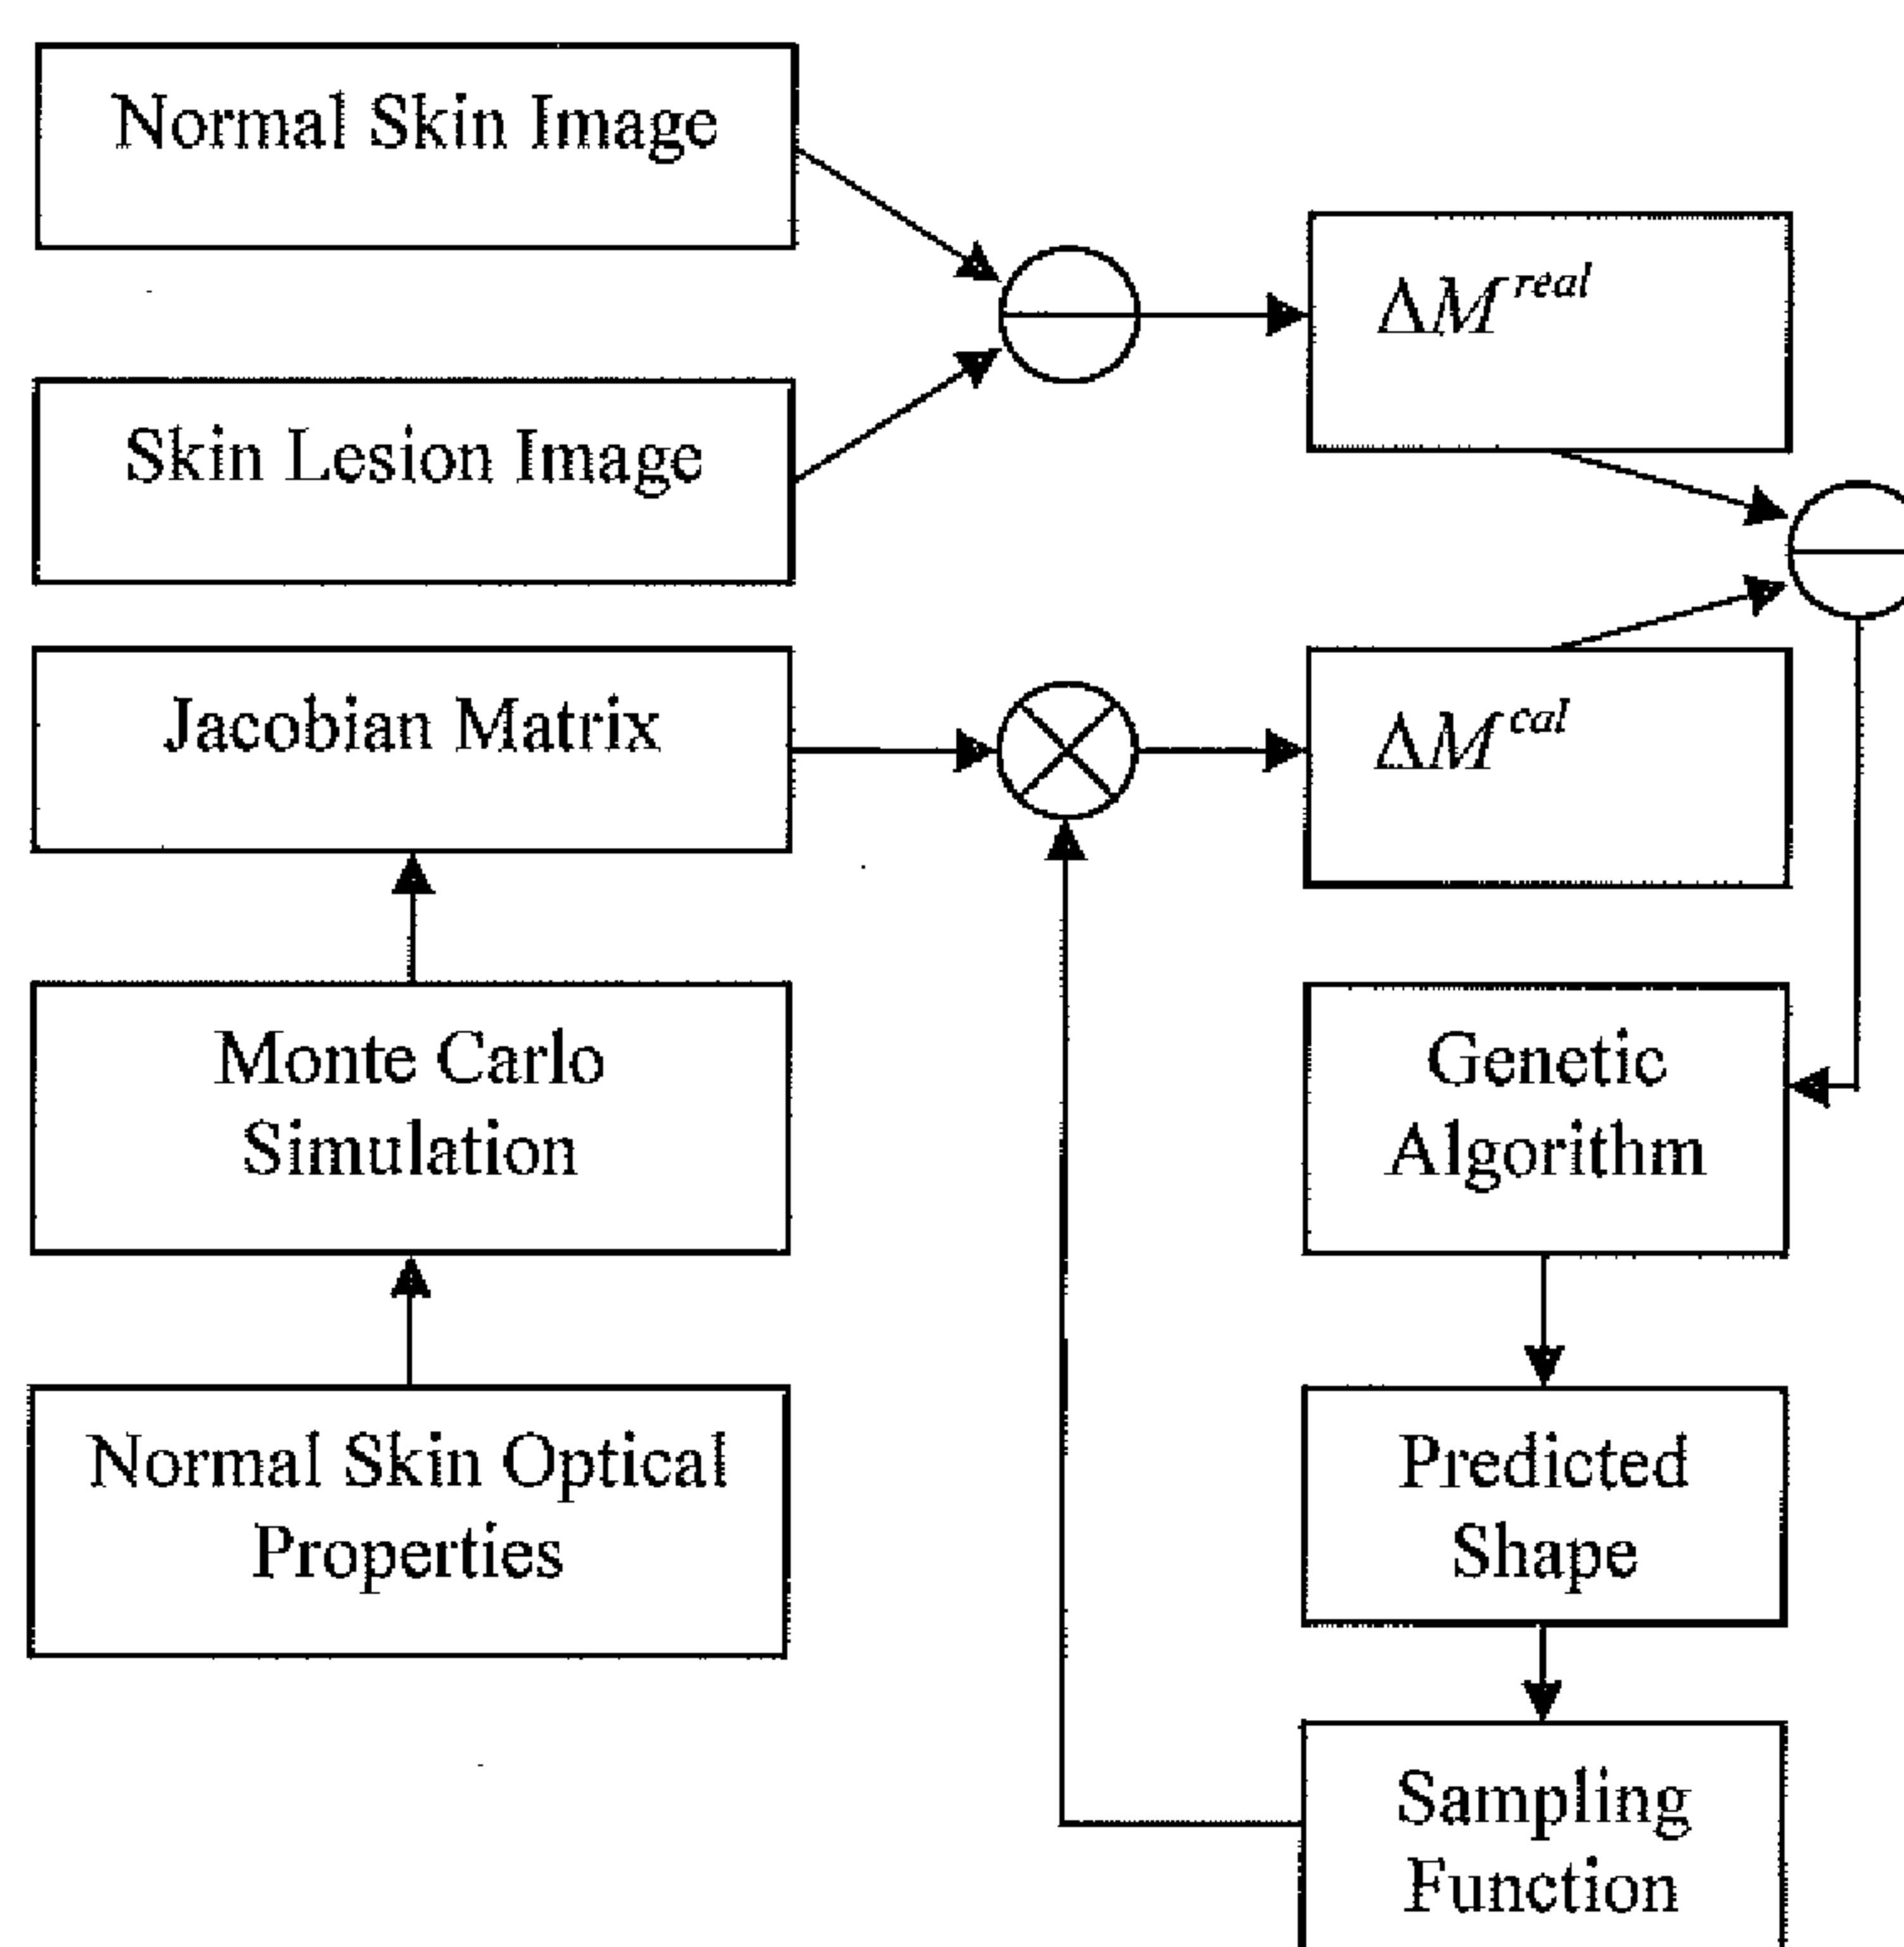 Normal Skin Image
ΔM^real
Skin Lesion Image
Jacobian Matrix
ΔM^cal
Monte Carlo
Simulation
Genetic
Algorithm
Normal Skin Optical
Properties
Predicted
Shape
Sampling
Function